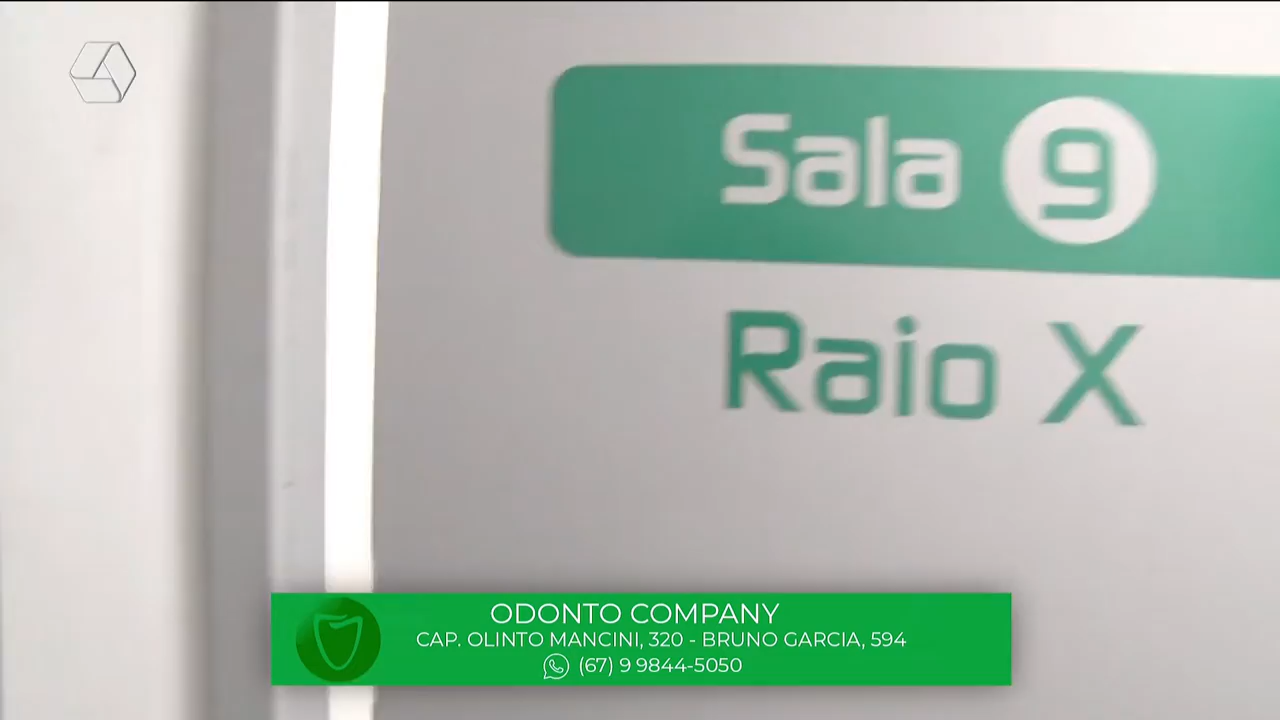 Sala 9
Raio X
ODONTO COMPANY
CAP. OLINTO MANCINI, 320 - BRUNO GARCIA, 594
(67) 9 9844-5050